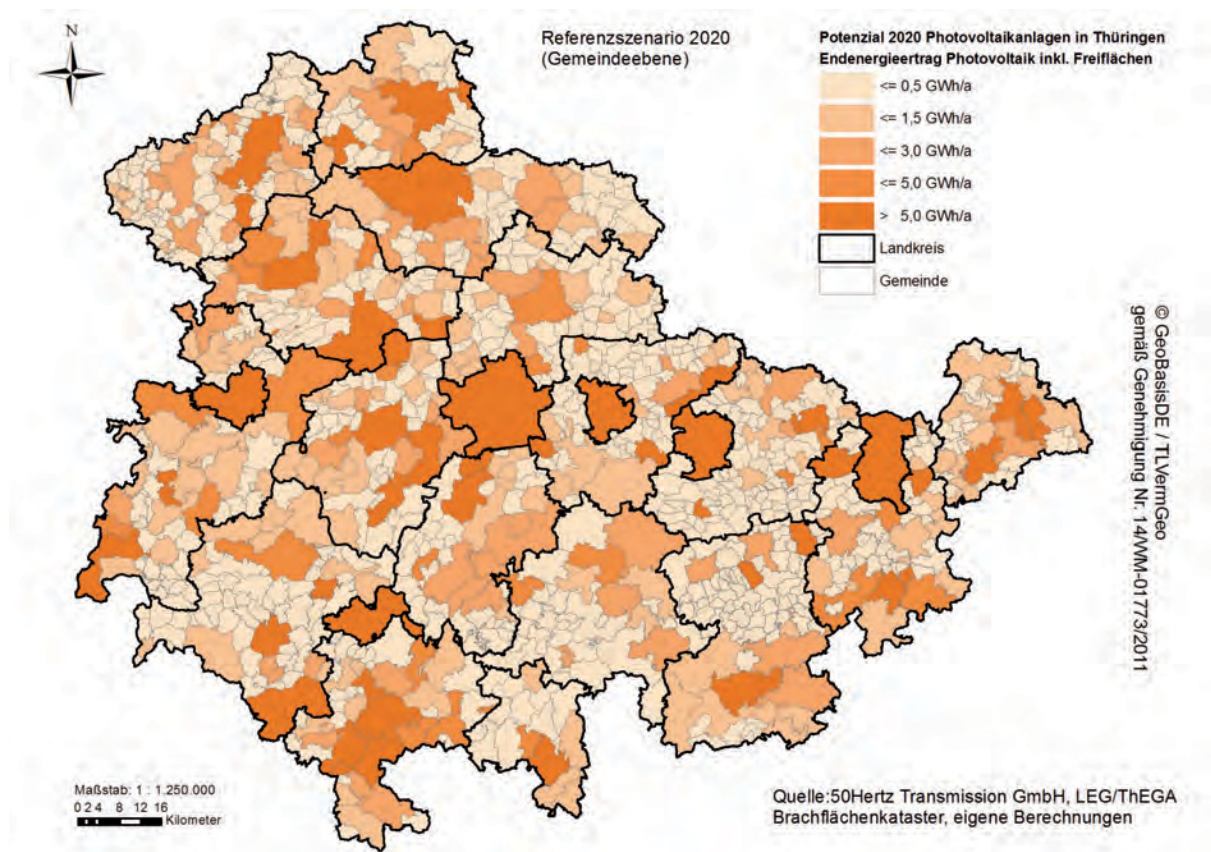 N
Referenzszenario 2020
(Gemeindeebene)
Potenzial 2020 Photovoltaikanlagen in Thüringen
Endenergieertrag Photovoltaik inkl. Freiflächen
<= 0,5 GWh/a
<= 1,5 GWh/a
<= 3,0 GWh/a
<= 5,0 GWh/a
> 5,0 GWh/a
Landkreis
Gemeinde
© GeoBasisDE / TLVermGeo
gemäß Genehmigung Nr. 14/VM-01773/2011
Maßstab: 1 : 1.250.000
0 2 4 8 12 16
Kilometer
Quelle:50Hertz Transmission GmbH, LEG/ThEGA
Brachflächenkataster, eigene Berechnungen